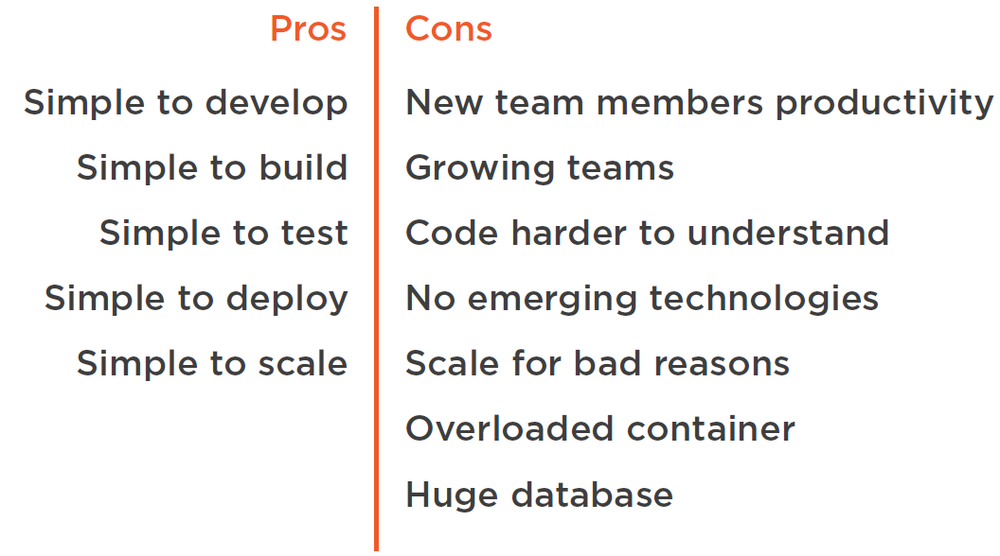 Pros
Simple to develop
Simple to build
Simple to test
Simple to deploy
Simple to scale
Cons
New team members productivity
Growing teams
Code harder to understand
No emerging technologies
Scale for bad reasons
Overloaded container
Huge database